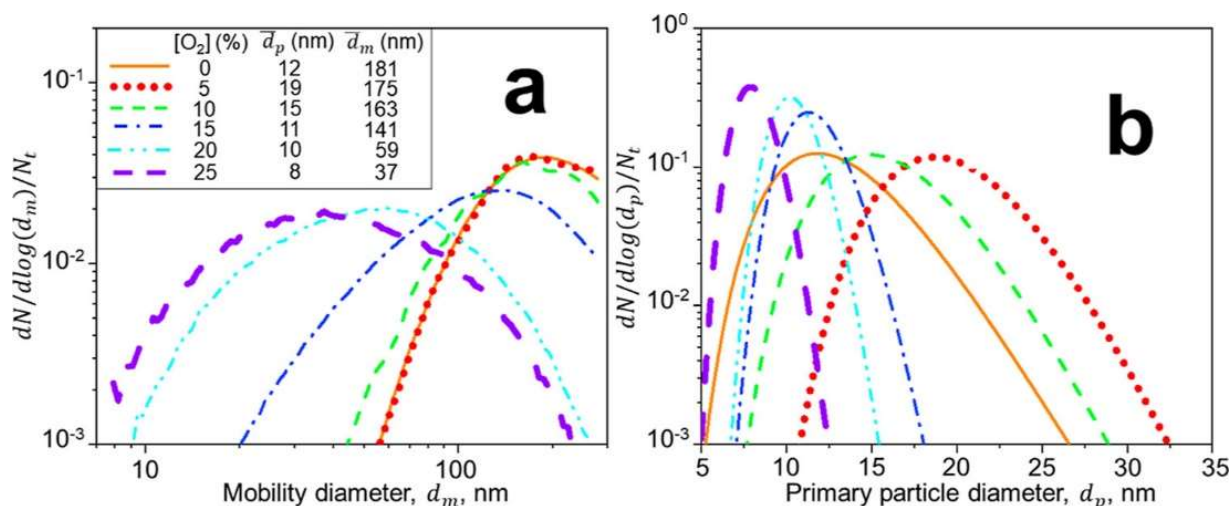 [O₂] (%) d̅ₚ (nm) d̅ₘ (nm)
0 12 181
5 19 175
10 15 163
15 11 141
20 10 59
25 8 37
a
10⁻¹
10⁻²
10⁻³
dN/dlog(dₘ)/Nₜ
10 100
Mobility diameter, dₘ, nm
b
10⁰
10⁻¹
10⁻²
10⁻³
dN/dlog(dₚ)/Nₜ
5 10 15 20 25 30 35
Primary particle diameter, dₚ, nm